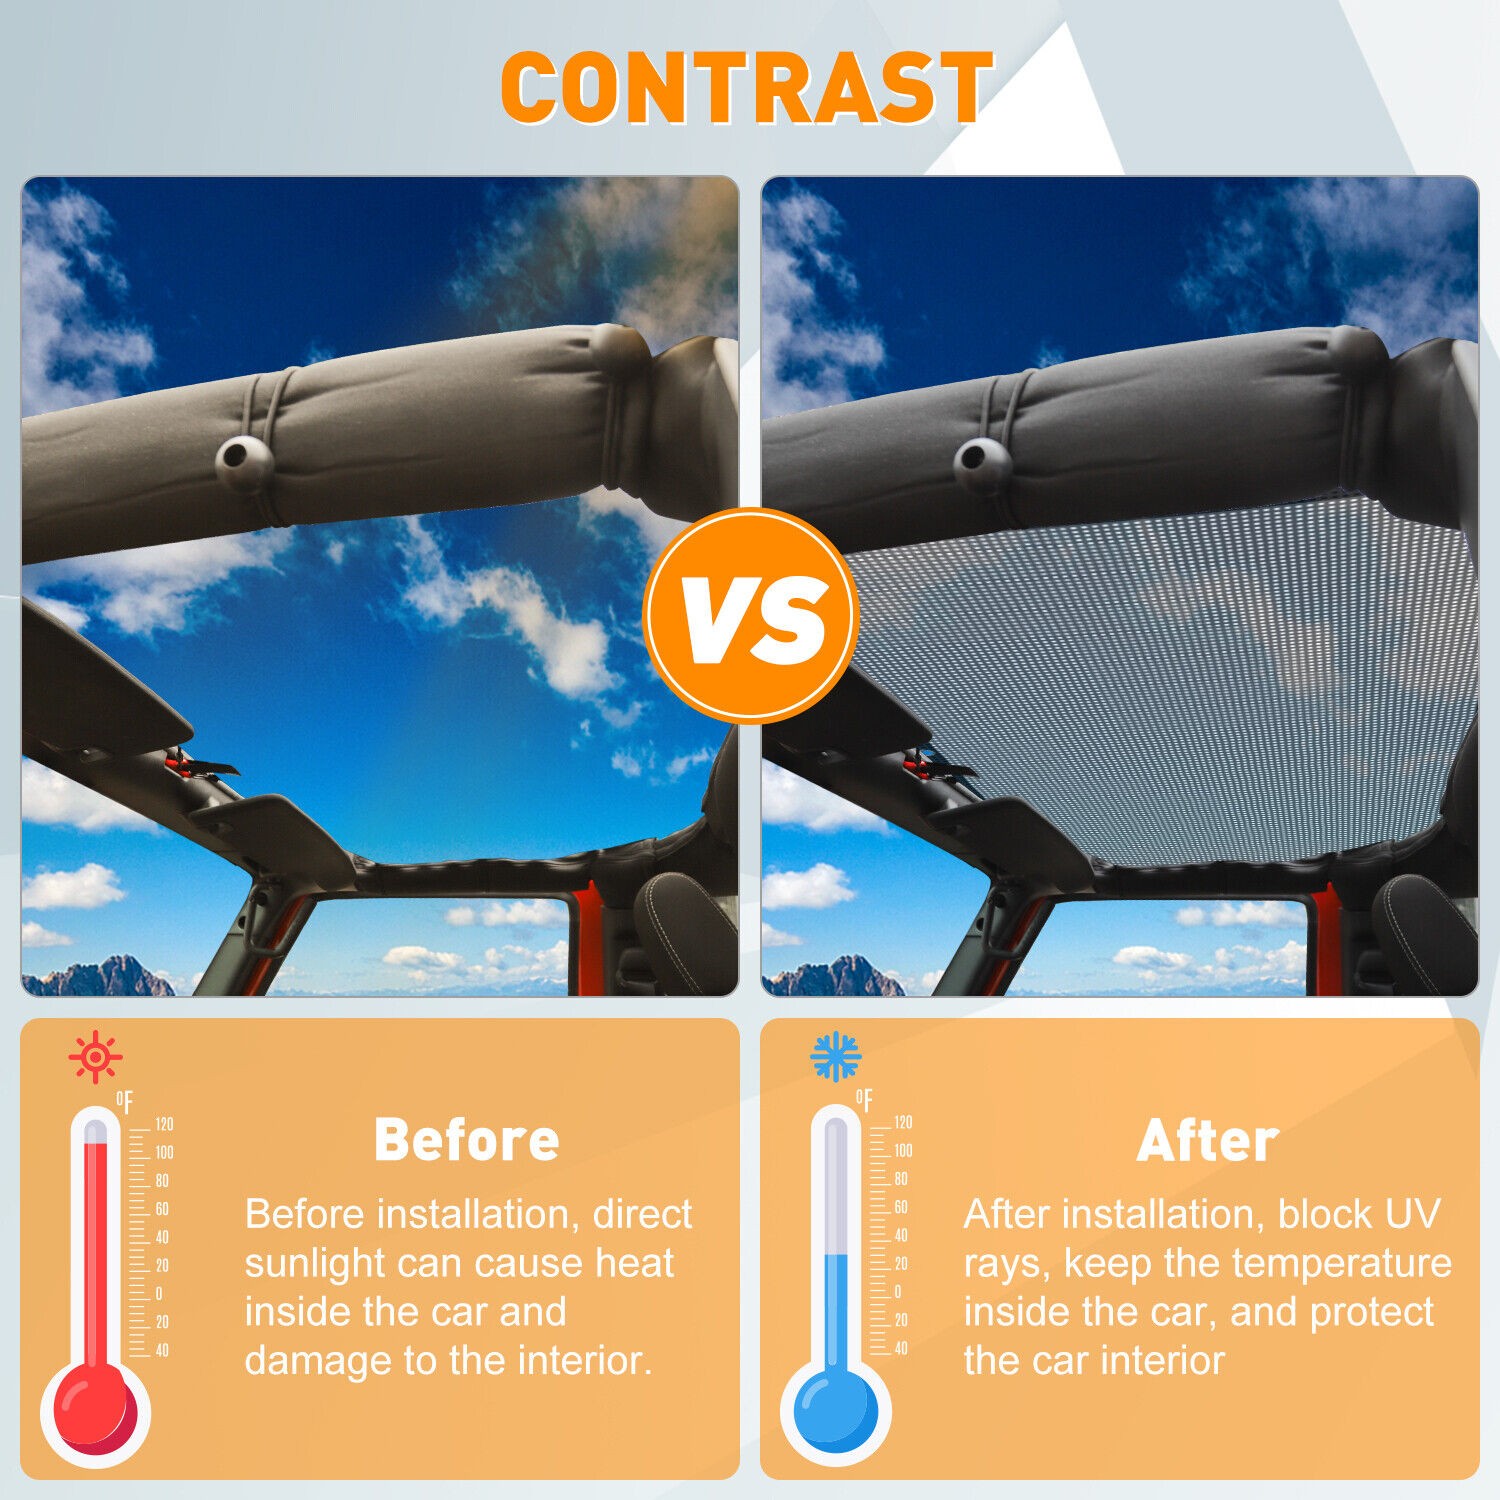 CONTRAST
VS
°F
120
100
80
60
40
20
0
20
40
Before
Before installation, direct
sunlight can cause heat
inside the car and
damage to the interior.
°F
120
100
80
60
40
20
0
20
40
After
After installation, block UV
rays, keep the temperature
inside the car, and protect
the car interior